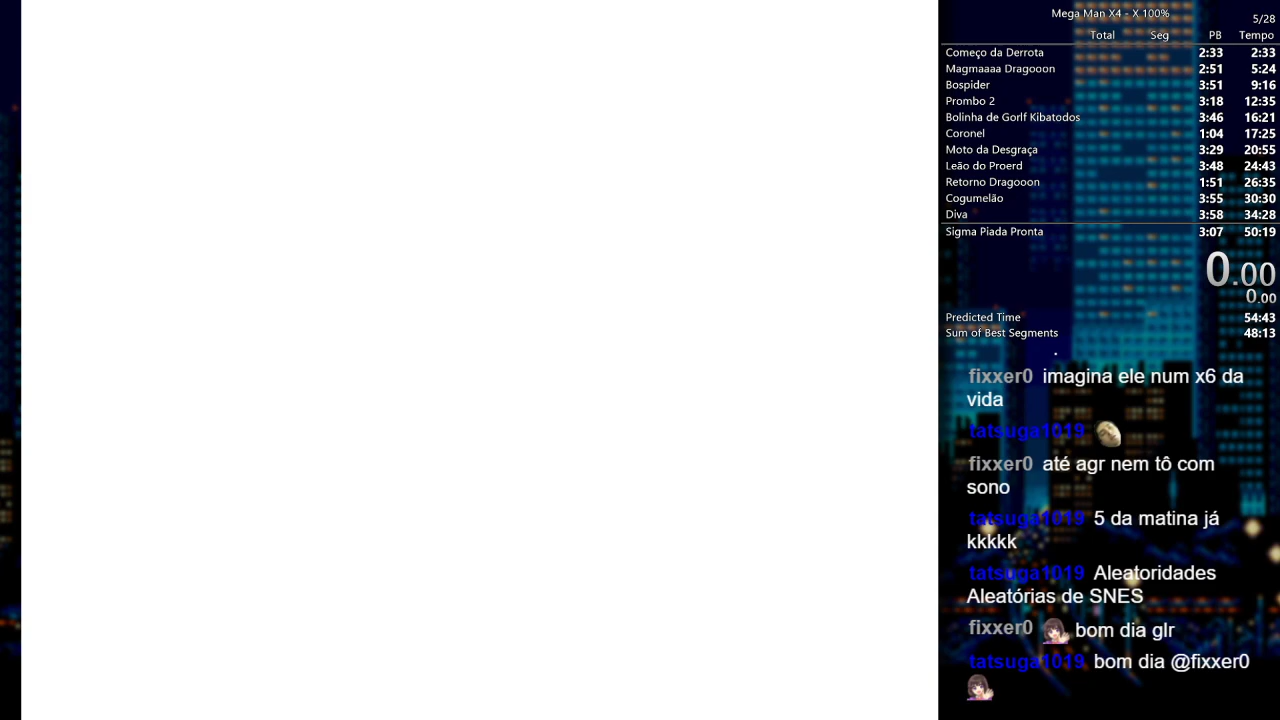 Mega Man X4 - X 100%
5/28
Total Seg PB Tempo
Começo da Derrota 2:33 2:33
Magmaaaa Dragooon 2:51 5:24
Bospider 3:51 9:16
Prombo 2 3:18 12:35
Bolinha de Gorlf Kibatodos 3:46 16:21
Coronel 1:04 17:25
Moto da Desgraça 3:29 20:55
Leão do Proerd 3:48 24:43
Retorno Dragooon 1:51 26:35
Cogumelão 3:55 30:30
Diva 3:58 34:28
Sigma Piada Pronta 3:07 50:19
0.00
0.00
Predicted Time 54:43
Sum of Best Segments 48:13
.
fixxer0 imagina ele num x6 da
vida
tatsuga1019
fixxer0 até agr nem tô com
sono
tatsuga1019 5 da matina já
kkkkk
tatsuga1019 Aleatoridades
Aleatórias de SNES
fixxer0 bom dia glr
tatsuga1019 bom dia @fixxer0